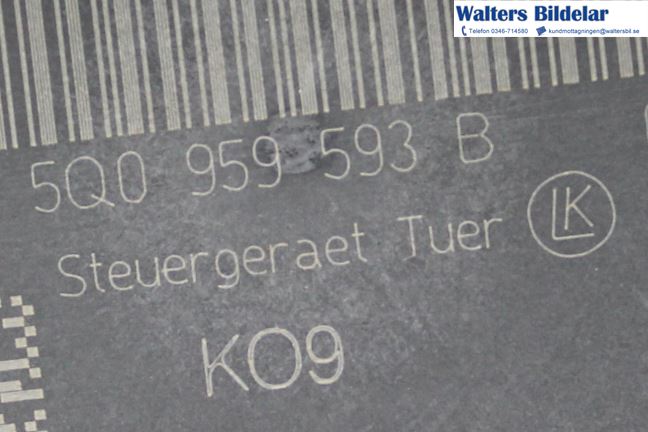 Walters Bildelar
Telefon 0346-714580 kundmottagningen@waltersbil.se
5Q0 959 593 B
LK
Steuergeraet Tuer
KO9